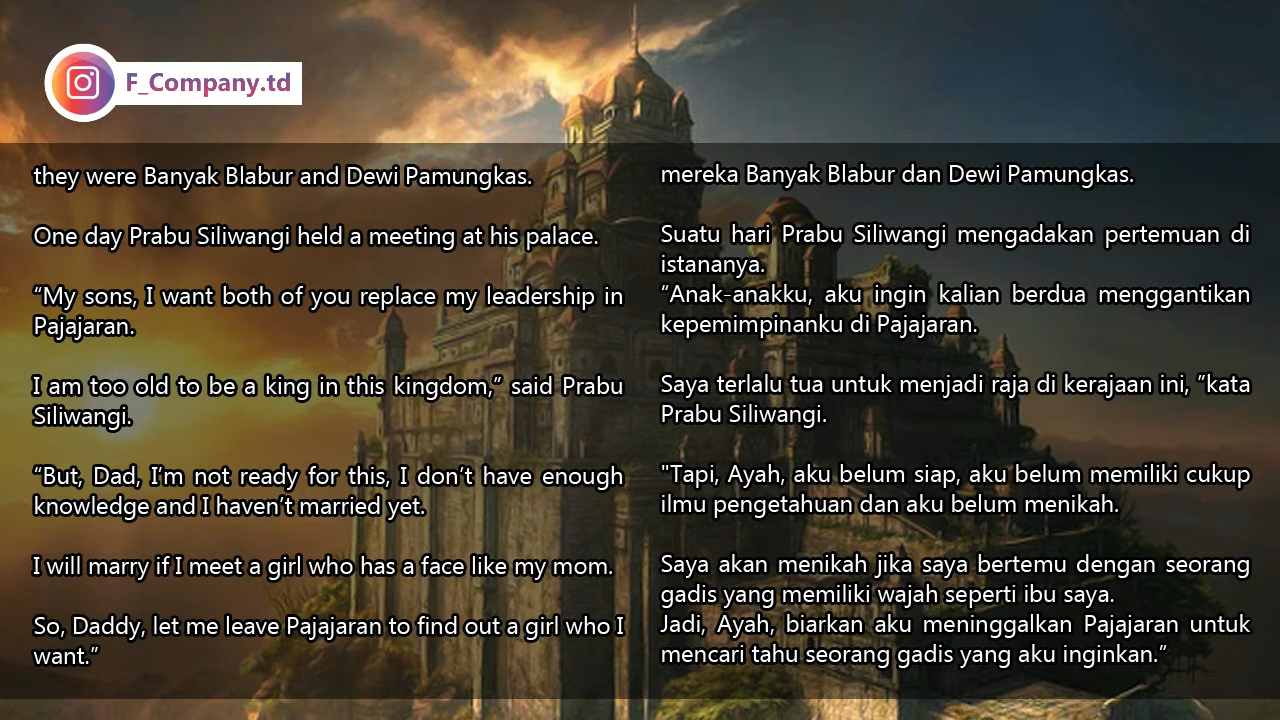 F_Company.td
they were Banyak Blabur and Dewi Pamungkas.
One day Prabu Siliwangi held a meeting at his palace.
“My sons, I want both of you replace my leadership in
Pajajaran.
I am too old to be a king in this kingdom,” said Prabu
Siliwangi.
“But, Dad, I’m not ready for this, I don’t have enough
knowledge and I haven’t married yet.
I will marry if I meet a girl who has a face like my mom.
So, Daddy, let me leave Pajajaran to find out a girl who I
want.”
mereka Banyak Blabur dan Dewi Pamungkas.
Suatu hari Prabu Siliwangi mengadakan pertemuan di
istananya.
“Anak-anakku, aku ingin kalian berdua menggantikan
kepemimpinanku di Pajajaran.
Saya terlalu tua untuk menjadi raja di kerajaan ini, ”kata
Prabu Siliwangi.
"Tapi, Ayah, aku belum siap, aku belum memiliki cukup
ilmu pengetahuan dan aku belum menikah.
Saya akan menikah jika saya bertemu dengan seorang
gadis yang memiliki wajah seperti ibu saya.
Jadi, Ayah, biarkan aku meninggalkan Pajajaran untuk
mencari tahu seorang gadis yang aku inginkan.”